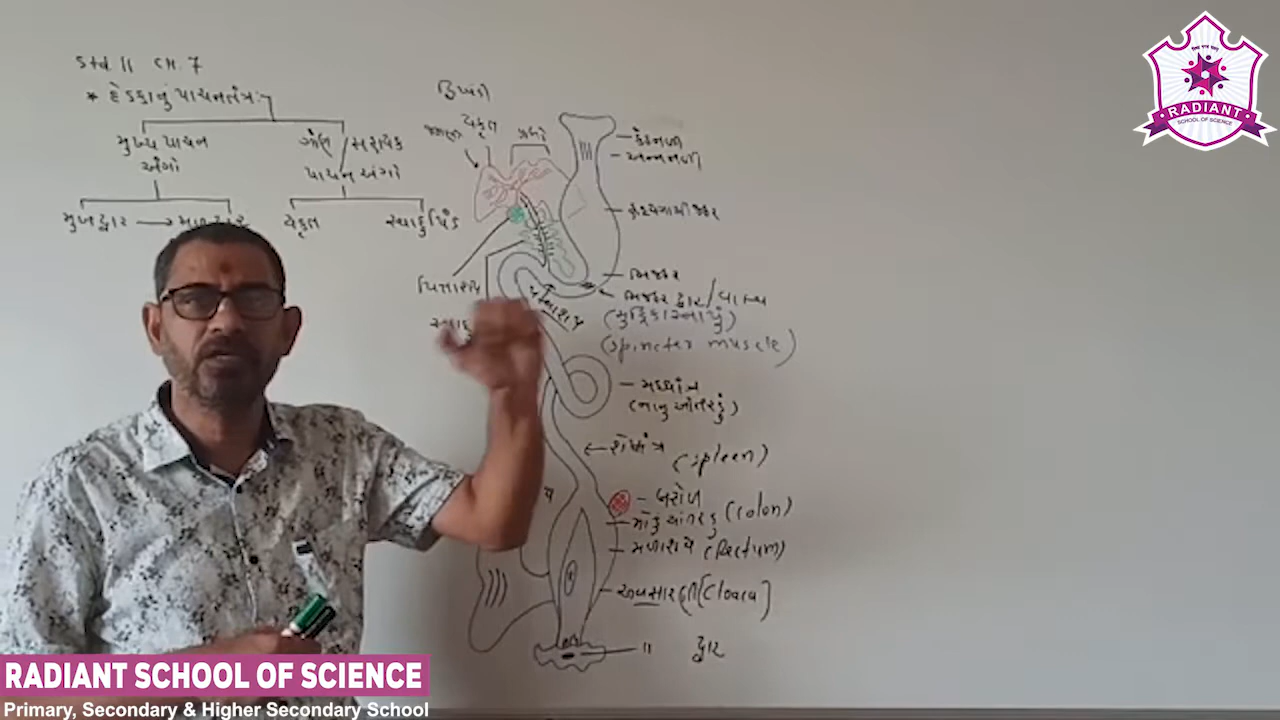 Std 11 CH. 7
* દેડકાનું પાચનતંત્ર :-
મુખ્ય પાચન
અંગો
સહાયક
પાચન અંગો
મુખદ્વાર → મળદ્વાર
યકૃત
સ્વાદુપિંડ
યકૃત
કંઠનળી
અન્નનળી
જઠર
પિત્તાશય
નિજઠર
નિજઠર દ્વાર /
(મુદ્રિકાસ્નાયું)
(Spincter muscle)
મધ્યાંત્ર
(નાનુ આંતરડું)
શેષાંત્ર
(Spleen)
બરોળ
મોટુ આંતરડુ (Colon)
મળાશય (Rectum)
અવસારણી [Cloaca]
" દ્વાર
RADIANT
SCHOOL OF SCIENCE
RADIANT SCHOOL OF SCIENCE
Primary, Secondary & Higher Secondary School